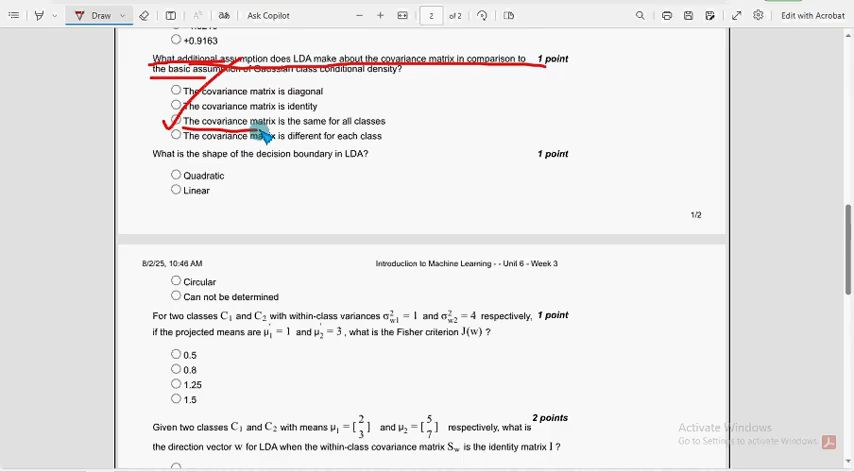 Draw
Ask Copilot
2
of 2
Edit with Acrobat
+0.9163
What additional assumption does LDA make about the covariance matrix in comparison to 1 point
the basic assumption of Gaussian class conditional density?
The covariance matrix is diagonal
The covariance matrix is identity
The covariance matrix is the same for all classes
The covariance matrix is different for each class
What is the shape of the decision boundary in LDA? 1 point
Quadratic
Linear
1/2
8/2/25, 10:46 AM Introduction to Machine Learning - - Unit 6 - Week 3
Circular
Can not be determined
For two classes C₁ and C₂ with within-class variances σ²w1 = 1 and σ²w2 = 4 respectively, 1 point
if the projected means are μ'₁ = 1 and μ'₂ = 3 , what is the Fisher criterion J(w) ?
0.5
0.8
1.25
1.5
2 points
Given two classes C₁ and C₂ with means μ₁ = [2 3] and μ₂ = [5 7] respectively, what is
the direction vector w for LDA when the within-class covariance matrix Sw is the identity matrix I ?
Activate Windows
Go to Settings to activate Windows.